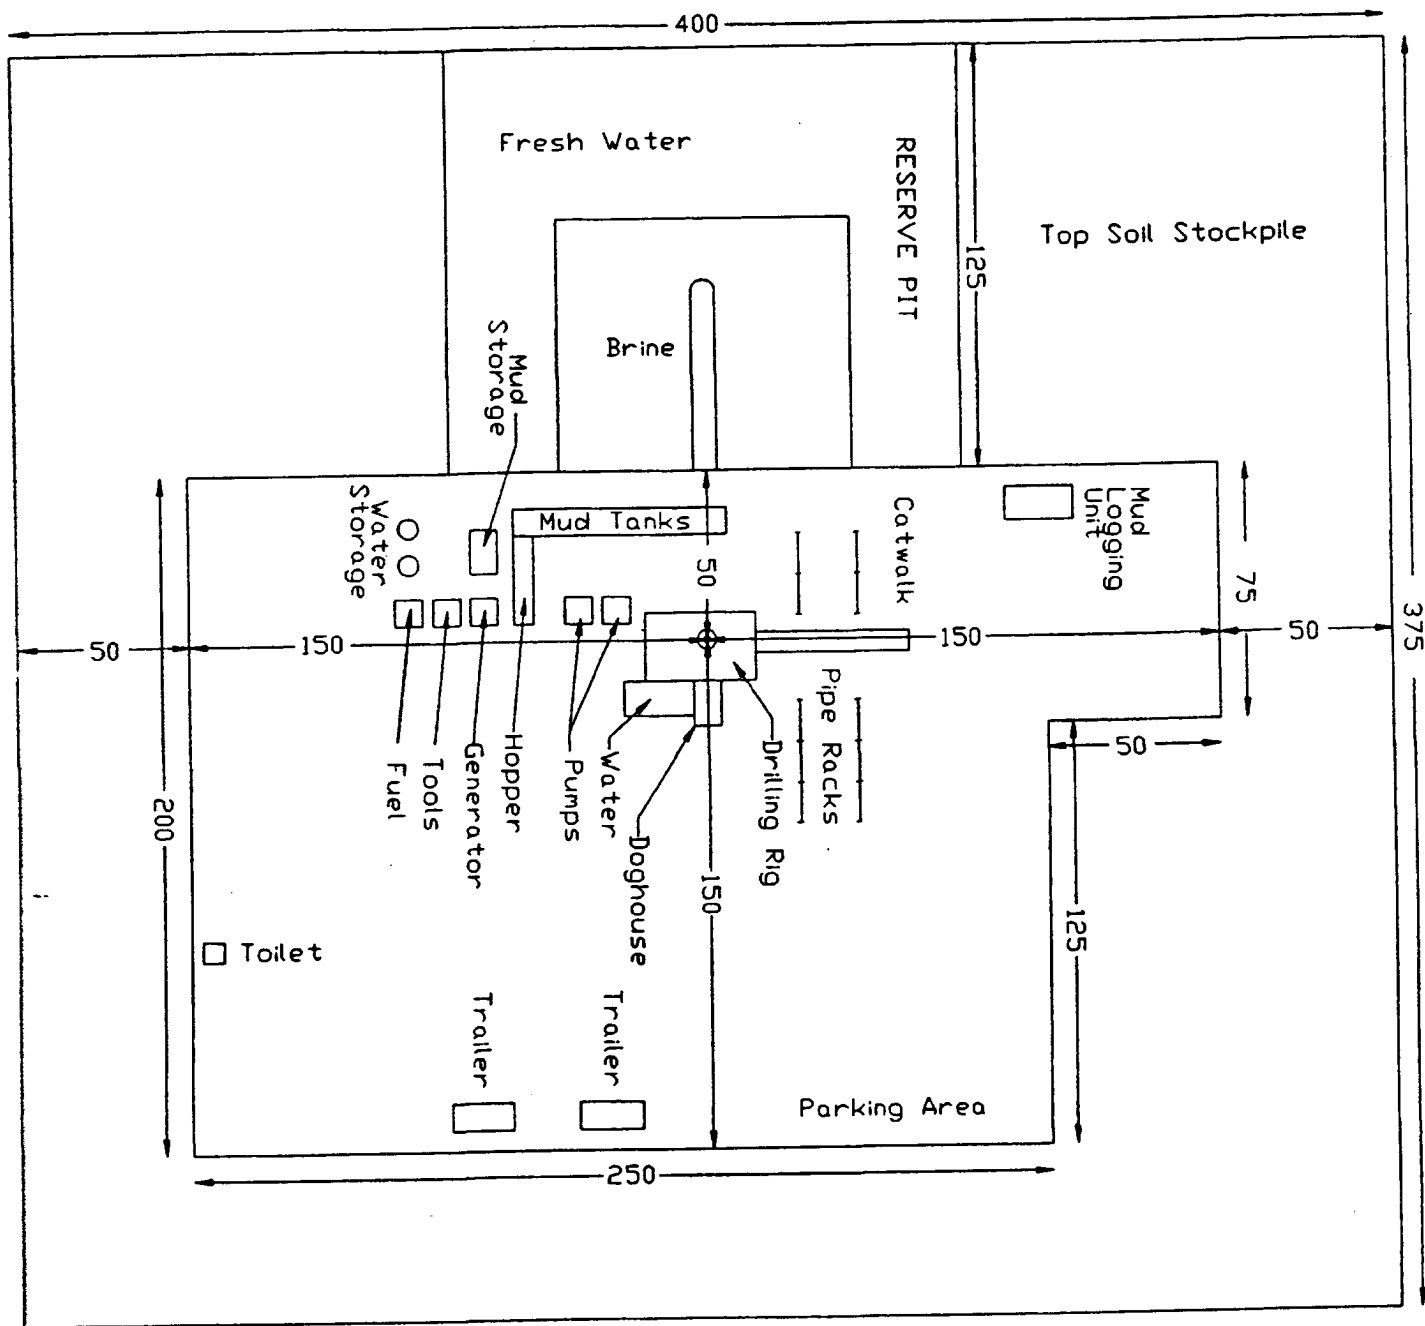 400
Fresh Water
RESERVE PIT
125
Top Soil Stockpile
Brine
Mud
Storage
Water
Storage
Mud Tanks
50
Catwalk
Mud
Logging
Unit
75
375
50
150
150
50
Fuel
Tools
Generator
Hopper
Pumps
Water
Doghouse
Drilling Rig
Pipe Racks
50
200
150
125
Toilet
Trailer
Trailer
Parking Area
250